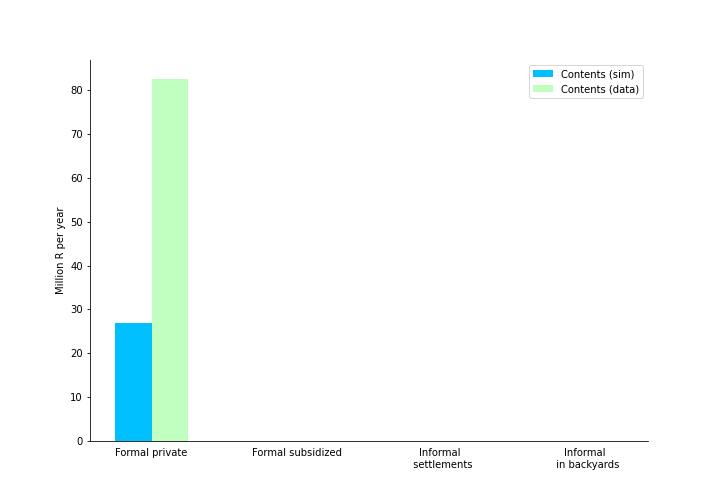 Contents (sim)
Contents (data)
Million R per year
80
70
60
50
40
30
20
10
0
Formal private
Formal subsidized
Informal
settlements
Informal
in backyards